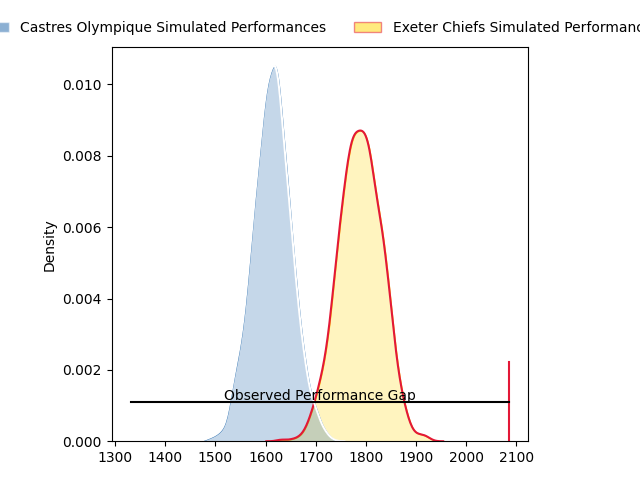 Castres Olympique Simulated Performances
Exeter Chiefs Simulated
Density
0.010
0.008
0.006
0.004
0.002
0.000
Observed Performance Gap
1300 1400 1500 1600 1700 1800 1900 2000 2100